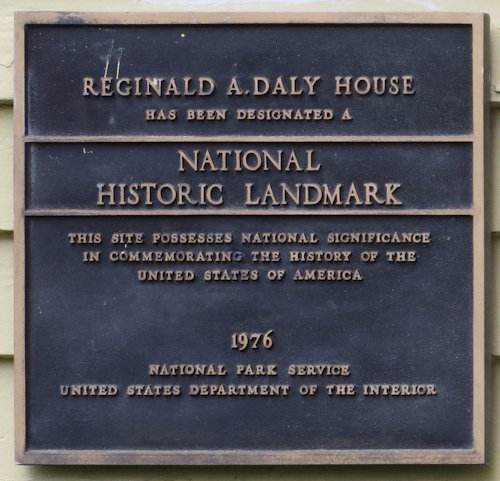 REGINALD A. DALY HOUSE
HAS BEEN DESIGNATED A
NATIONAL
HISTORIC LANDMARK
THIS SITE POSSESSES NATIONAL SIGNIFICANCE
IN COMMEMORATING THE HISTORY OF THE
UNITED STATES OF AMERICA
1976
NATIONAL PARK SERVICE
UNITED STATES DEPARTMENT OF THE INTERIOR